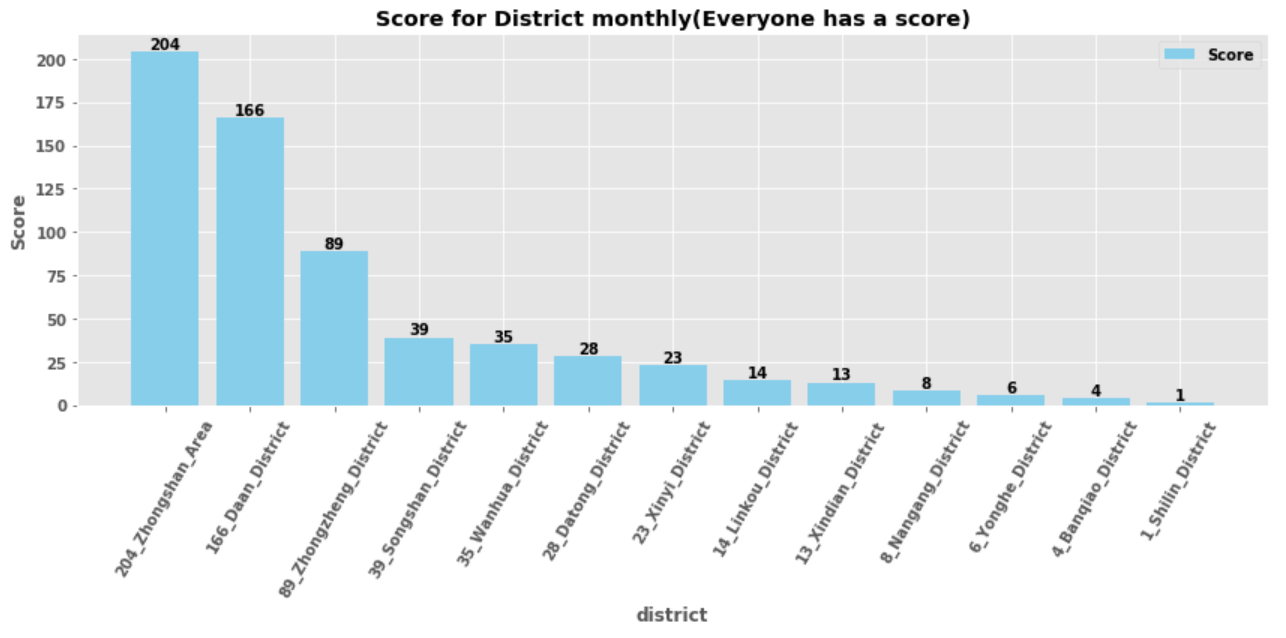 Score for District monthly(Everyone has a score)
Score
204
166
89
39
35
28
23
14
13
8
6
4
1
200
175
150
125
100
75
50
25
0
Score
204_Zhongshan_Area
166_Daan_District
89_Zhongzheng_District
39_Songshan_District
35_Wanhua_District
28_Datong_District
23_Xinyi_District
14_Linkou_District
13_Xindian_District
8_Nangang_District
6_Yonghe_District
4_Banqiao_District
1_Shilin_District
district